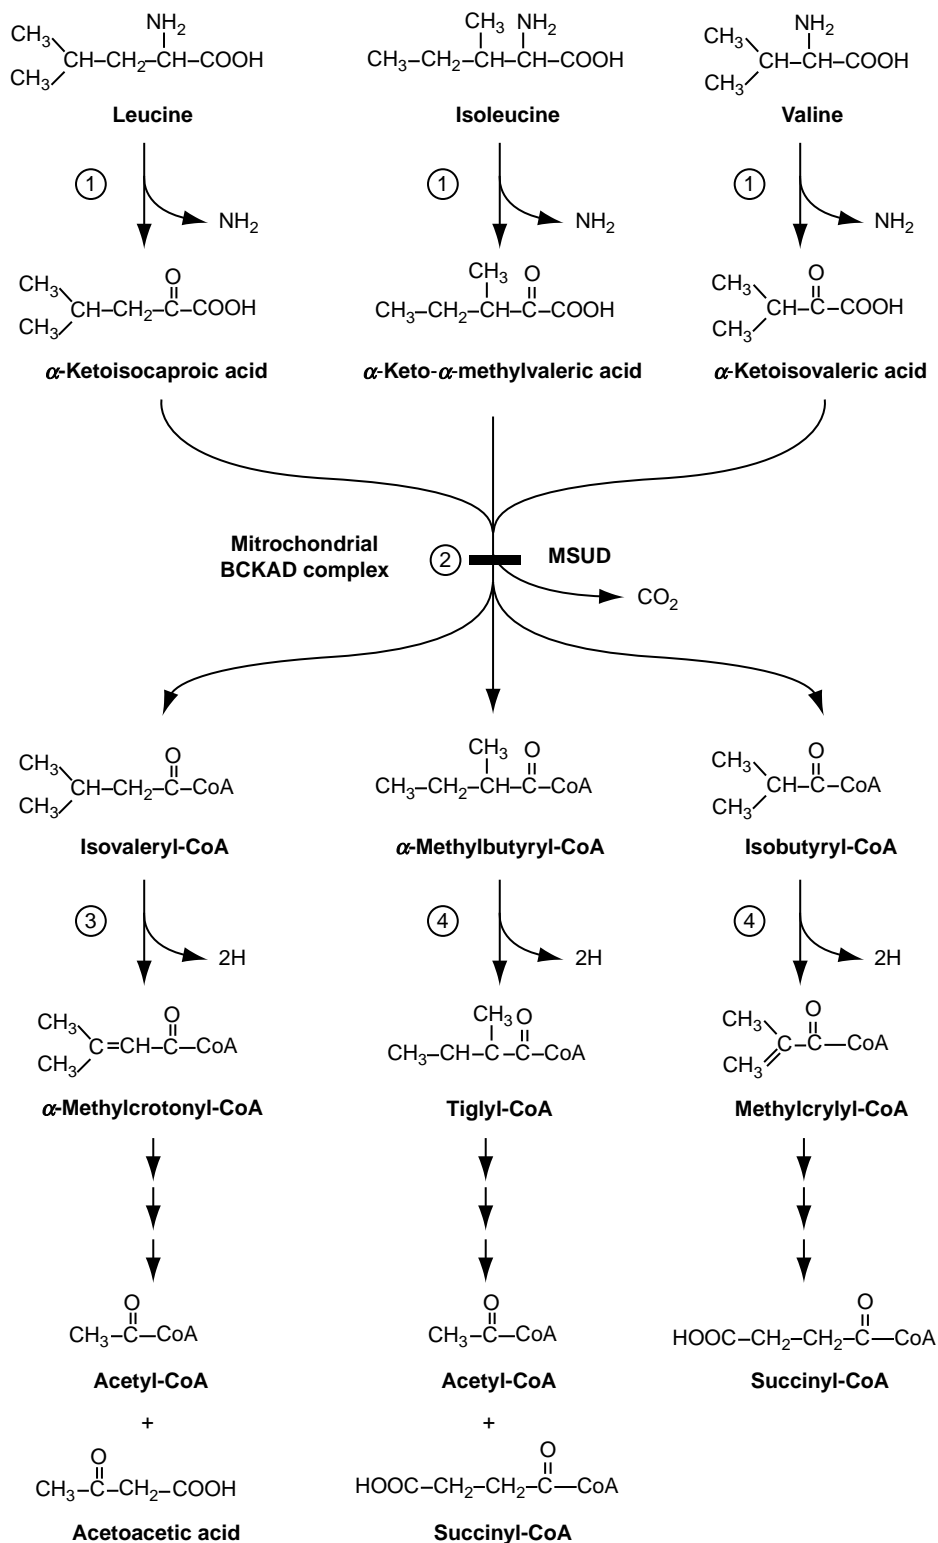 CH3 CH3 NH2 CH–CH2–CH–COOH
Leucine
CH3 NH2 CH3–CH2–CH–CH–COOH
Isoleucine
CH3 CH3 NH2 CH–CH–COOH
Valine
1 NH2
1 NH2
1 NH2
CH3 CH3 O CH–CH2–C–COOH
α-Ketoisocaproic acid
CH3 O CH3–CH2–CH–C–COOH
α-Keto-α-methylvaleric acid
CH3 CH3 O CH–C–COOH
α-Ketoisovaleric acid
Mitrochondrial
BCKAD complex
2
MSUD
CO2
CH3 CH3 O CH–CH2–C–CoA
Isovaleryl-CoA
CH3 O CH3–CH2–CH–C–CoA
α-Methylbutyryl-CoA
CH3 CH3 O CH–C–CoA
Isobutyryl-CoA
3 2H
4 2H
4 2H
CH3 CH3 O C=CH–C–CoA
α-Methylcrotonyl-CoA
CH3 O CH3–CH–C–C–CoA
Tiglyl-CoA
CH3 CH3 O C–C–CoA
Methylcrylyl-CoA
O CH3–C–CoA
Acetyl-CoA
+
O CH3–C–CH2–COOH
Acetoacetic acid
O CH3–C–CoA
Acetyl-CoA
+
O HOOC–CH2–CH2–C–CoA
Succinyl-CoA
O HOOC–CH2–CH2–C–CoA
Succinyl-CoA